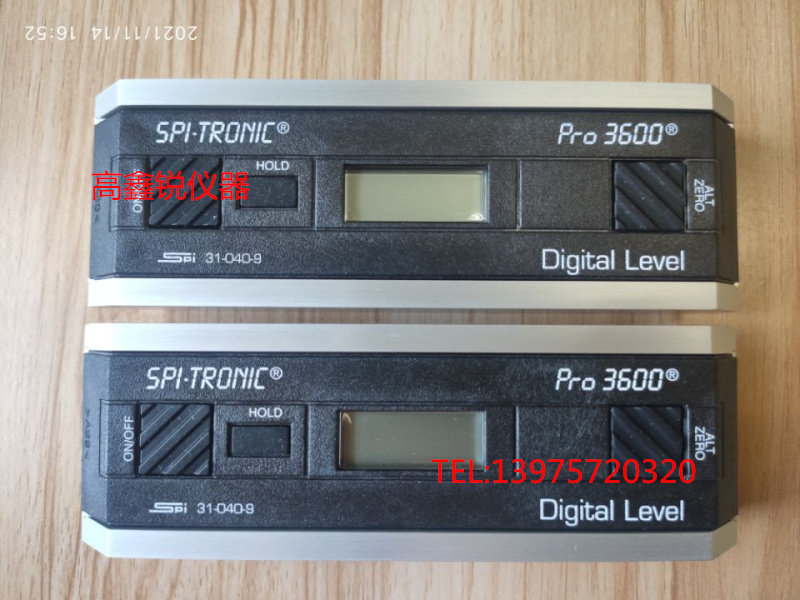 2021/11/14 16:52
SPI-TRONIC® Pro 3600®
HOLD
高鑫锐仪器
ALT ZERO
Spi 31-040-9 Digital Level
SPI-TRONIC® Pro 3600®
HOLD
ON/OFF
ALT ZERO
TEL:13975720320
Spi 31-040-9 Digital Level